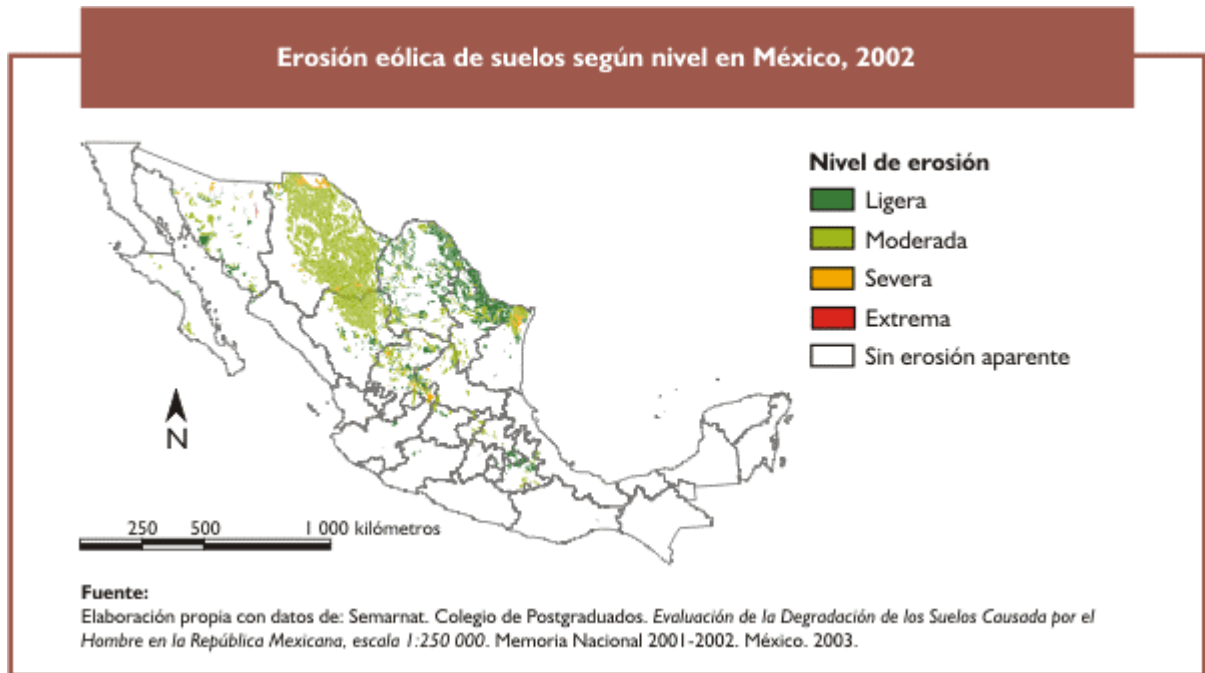 Erosión eólica de suelos según nivel en México, 2002
Nivel de erosión
Ligera
Moderada
Severa
Extrema
Sin erosión aparente
N
250 500 1 000 kilómetros
Fuente:
Elaboración propia con datos de: Semarnat. Colegio de Postgraduados. Evaluación de la Degradación de los Suelos Causada por el
Hombre en la República Mexicana, escala 1:250 000. Memoria Nacional 2001-2002. México. 2003.